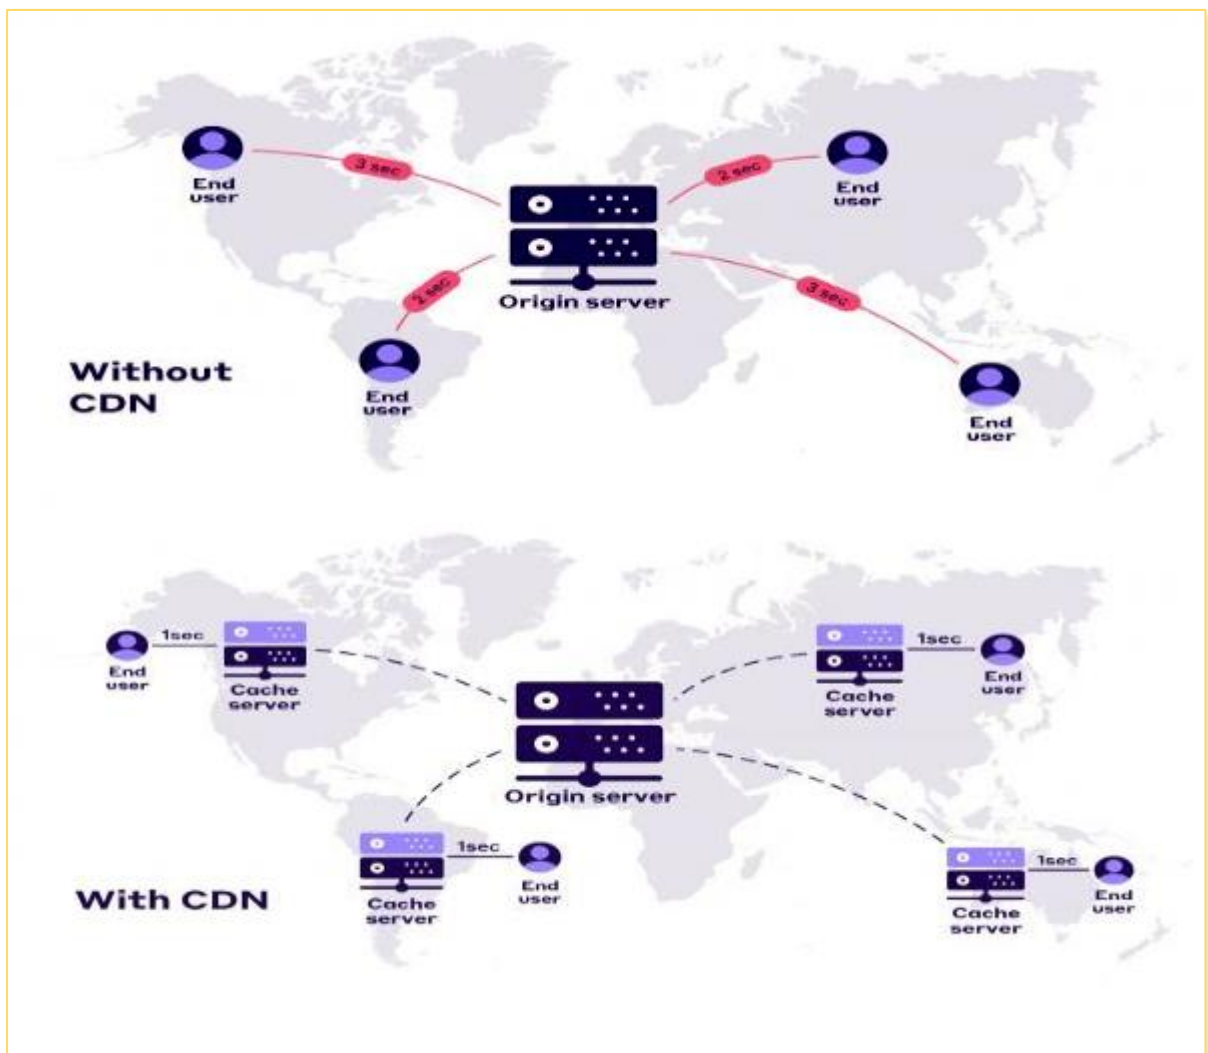 3 sec
2 sec
End
user
End
user
Origin server
2 sec
3 sec
Without
CDN
End
user
End
user
1sec
1sec
End
user
Cache
server
Cache
server
End
user
Origin server
1sec
1sec
With CDN
Cache
server
End
user
Cache
server
End
user